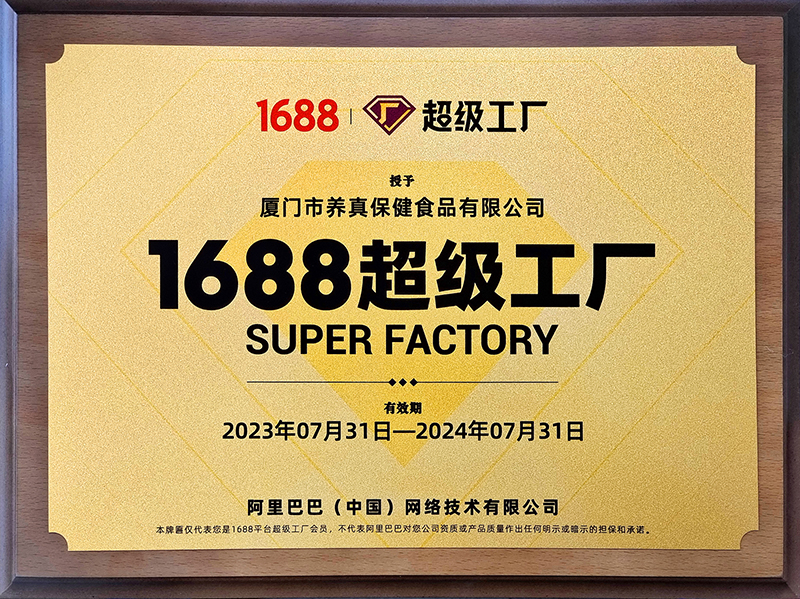 1688 | 超级工厂
授予
厦门市养真保健食品有限公司
1688超级工厂
SUPER FACTORY
有效期
2023年07月31日—2024年07月31日
阿里巴巴（中国）网络技术有限公司
本牌匾仅代表您是1688平台超级工厂会员，不代表阿里巴巴对您公司资质或产品质量作出任何明示或暗示的担保和承诺。